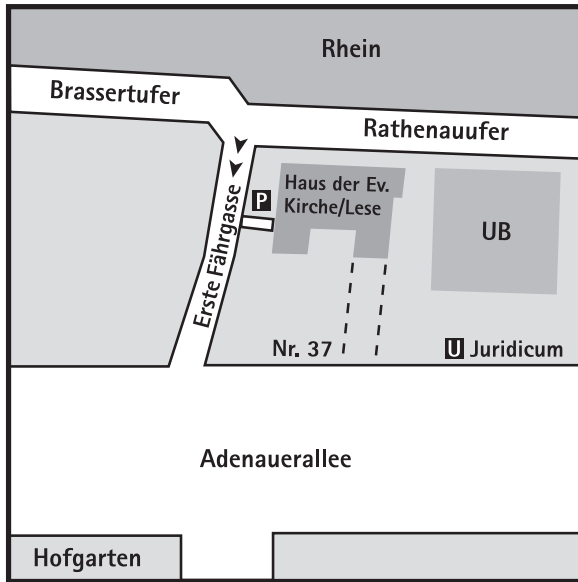 Rhein
Brassertufer
Rathenauufer
Erste Fährgasse
P
Haus der Ev.
Kirche/Lese
UB
Nr. 37
U Juridicum
Adenauerallee
Hofgarten